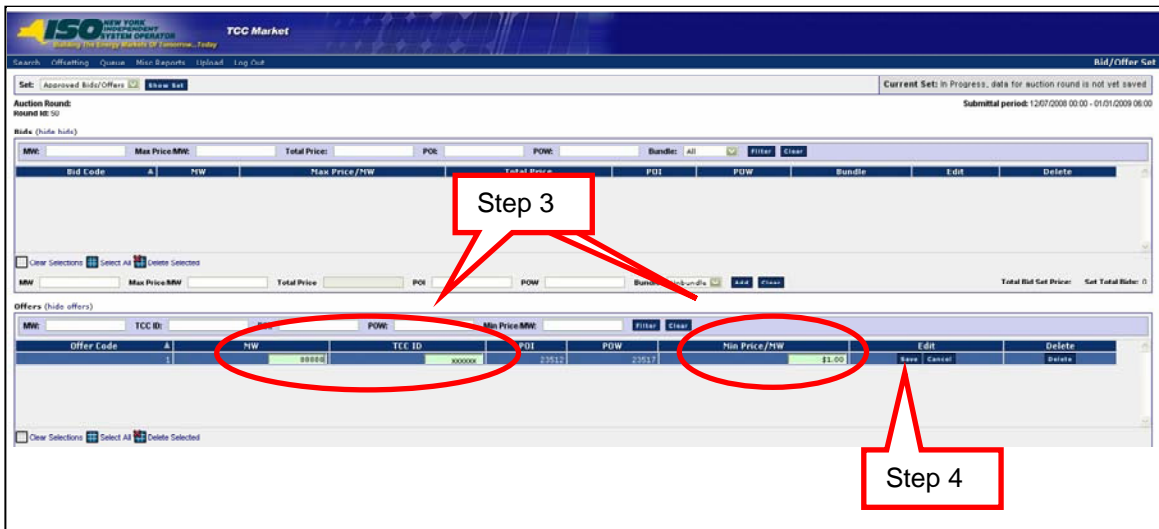 NEW YORK
ISO INDEPENDENT
SYSTEM OPERATOR
Building The Energy Markets Of Tomorrow...Today
TCC Market
Search Offsetting Queue Misc Reports Upload Log Out Bid/Offer Set
Set: Approved Bids/Offers Show Set Current Set: In Progress, data for auction round is not yet saved
Auction Round:
Round Id: 50 Submittal period: 12/07/2008 00:00 - 01/01/2009 06:00
Bids (hide bids)
MW: Max Price/MW: Total Price: POI: POW: Bundle: All Filter Clear
Bid Code MW Max Price/MW Total Price POI POW Bundle Edit Delete
Step 3
Clear Selections Select All Delete Selected
MW Max Price/MW Total Price POI POW Add Clear Total Bid Set Price: Set Total Bids: 0
Offers (hide offers)
MW: TCC ID: POW: Min Price/MW: Filter Clear
Offer Code MW TCC ID POI POW Min Price/MW Edit Delete
1 xxxxxx 23512 23517 $1.00 Save Cancel Delete
Clear Selections Select All Delete Selected
Step 4